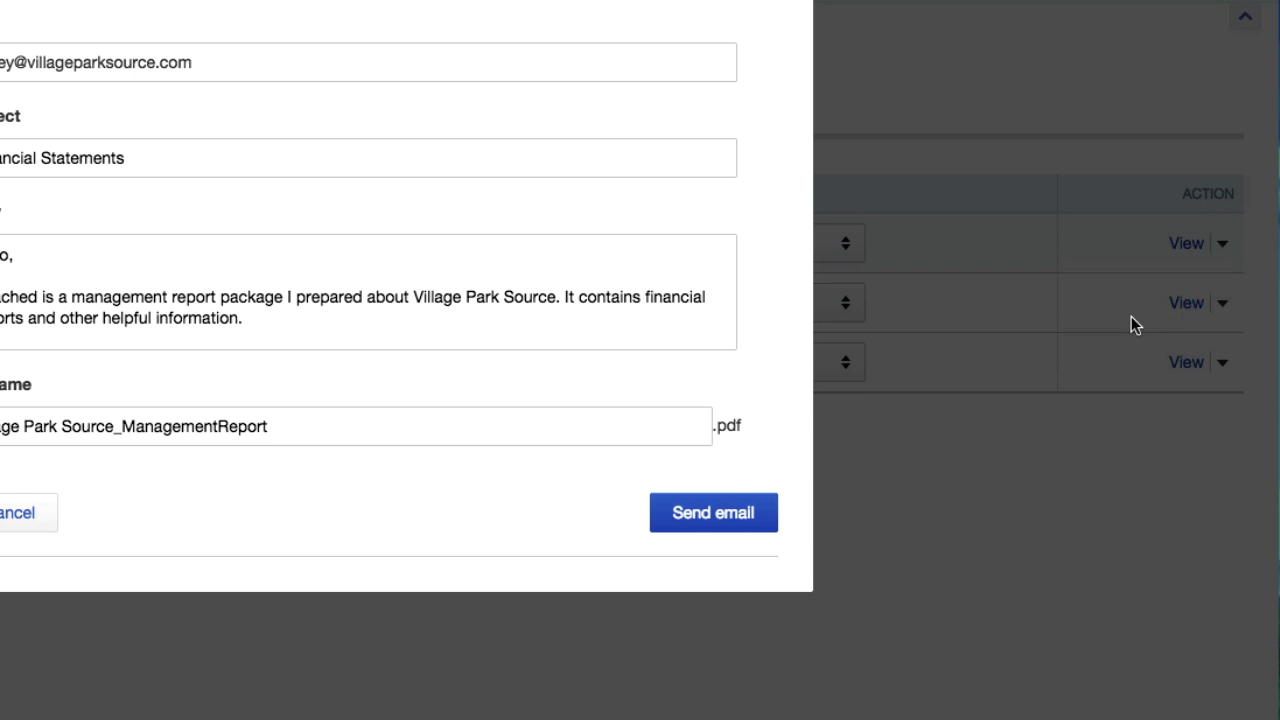 ey@villageparksource.com
ect
ancial Statements
o,
ched is a management report package I prepared about Village Park Source. It contains financial
orts and other helpful information.
ame
ge Park Source_ManagementReport
.pdf
ancel
Send email
ACTION
View
View
View